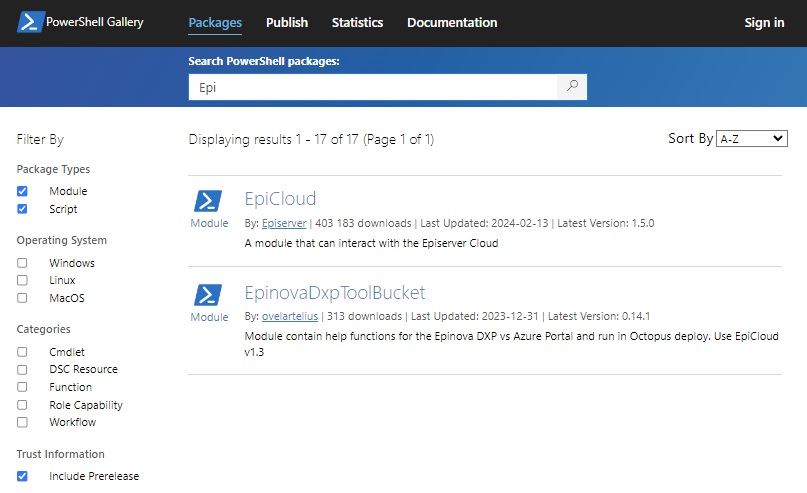 PowerShell Gallery
Packages
Publish
Statistics
Documentation
Sign in
Search PowerShell packages:
Epi
Filter By
Displaying results 1 - 17 of 17 (Page 1 of 1)
Sort By A-Z
Package Types
Module
Script
Operating System
Windows
Linux
MacOS
Categories
Cmdlet
DSC Resource
Function
Role Capability
Workflow
Trust Information
Include Prerelease
EpiCloud
Module
By: Episerver | 403 183 downloads | Last Updated: 2024-02-13 | Latest Version: 1.5.0
A module that can interact with the Episerver Cloud
EpinovaDxpToolBucket
Module
By: ovelartelius | 313 downloads | Last Updated: 2023-12-31 | Latest Version: 0.14.1
Module contain help functions for the Epinova DXP vs Azure Portal and run in Octopus deploy. Use EpiCloud
v1.3